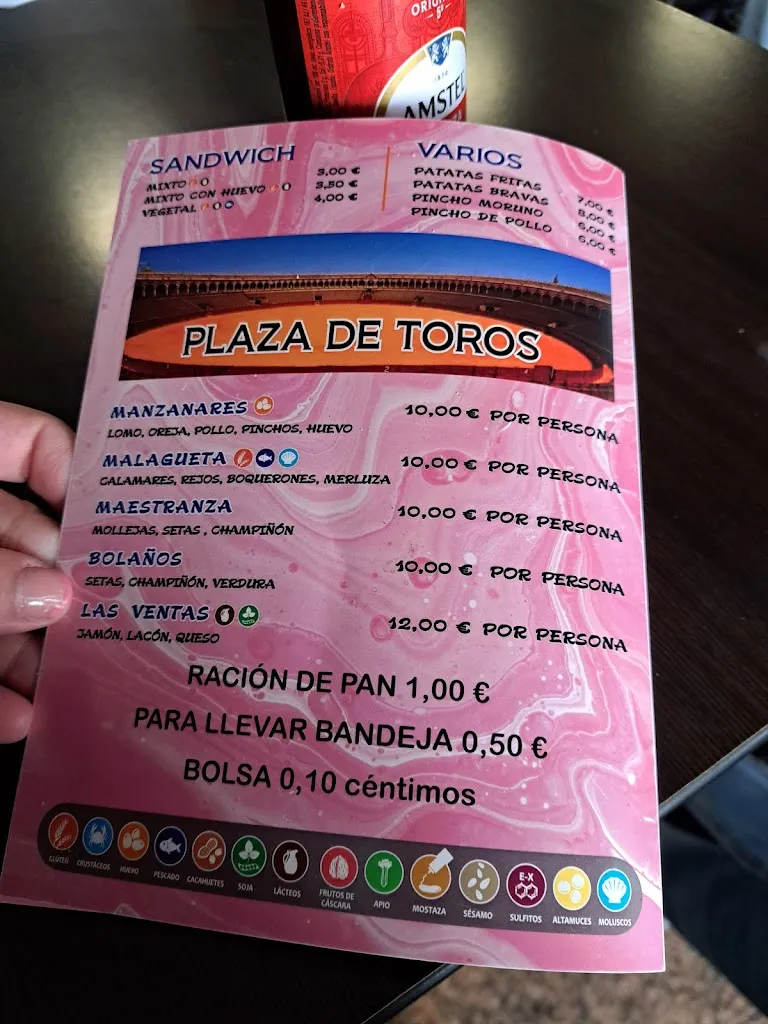 ORIG
AMSTEL
SANDWICH
MIXTO 3,00 €
MIXTO CON HUEVO 3,50 €
VEGETAL 4,00 €
VARIOS
PATATAS FRITAS 7,00 €
PATATAS BRAVAS 8,00 €
PINCHO MORUNO 6,00 €
PINCHO DE POLLO 6,00 €
PLAZA DE TOROS
MANZANARES 10,00 € POR PERSONA
LOMO, OREJA, POLLO, PINCHOS, HUEVO
MALAGUETA 10,00 € POR PERSONA
CALAMARES, REJOS, BOQUERONES, MERLUZA
MAESTRANZA 10,00 € POR PERSONA
MOLLEJAS, SETAS , CHAMPIÑÓN
BOLAÑOS 10,00 € POR PERSONA
SETAS, CHAMPIÑÓN, VERDURA
LAS VENTAS 12,00 € POR PERSONA
JAMÓN, LACÓN, QUESO
RACIÓN DE PAN 1,00 €
PARA LLEVAR BANDEJA 0,50 €
BOLSA 0,10 céntimos
E-X
GLUTEN CRUSTÁCEOS HUEVO PESCADO CACAHUETES SOJA LÁCTEOS FRUTOS DE CÁSCARA APIO MOSTAZA SÉSAMO SULFITOS ALTAMUCES MOLUSCOS